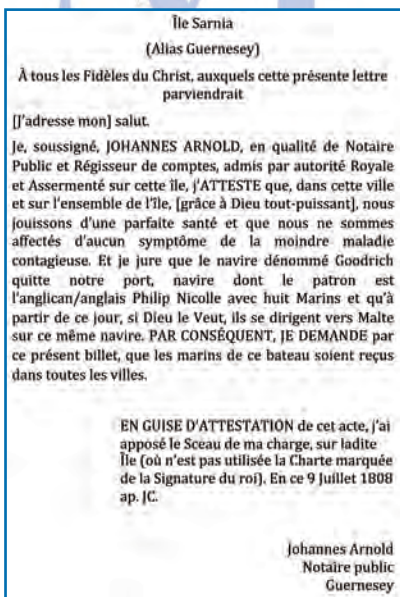 Île Sarnia
(Alias Guernesey)
À tous les Fidèles du Christ, auxquels cette présente lettre
parviendrait
[J'adresse mon] salut.
Je, soussigné, JOHANNES ARNOLD, en qualité de Notaire
Public et Régisseur de comptes, admis par autorité Royale
et Assermenté sur cette île, j'ATTESTE que, dans cette ville
et sur l'ensemble de l'île, [grâce à Dieu tout-puissant], nous
jouissons d'une parfaite santé et que nous ne sommes
affectés d'aucun symptôme de la moindre maladie
contagieuse. Et je jure que le navire dénommé Goodrich
quitte notre port, navire dont le patron est
l'anglican/anglais Philip Nicolle avec huit Marins et qu'à
partir de ce jour, si Dieu le Veut, ils se dirigent vers Malte
sur ce même navire. PAR CONSÉQUENT, JE DEMANDE par
ce présent billet, que les marins de ce bateau soient reçus
dans toutes les villes.
EN GUISE D'ATTESTATION de cet acte, j'ai
apposé le Sceau de ma charge, sur ladite
Île (où n'est pas utilisée la Charte marquée
de la Signature du roi). En ce 9 Juillet 1808
ap. JC.
Johannes Arnold
Notaire public
Guernesey